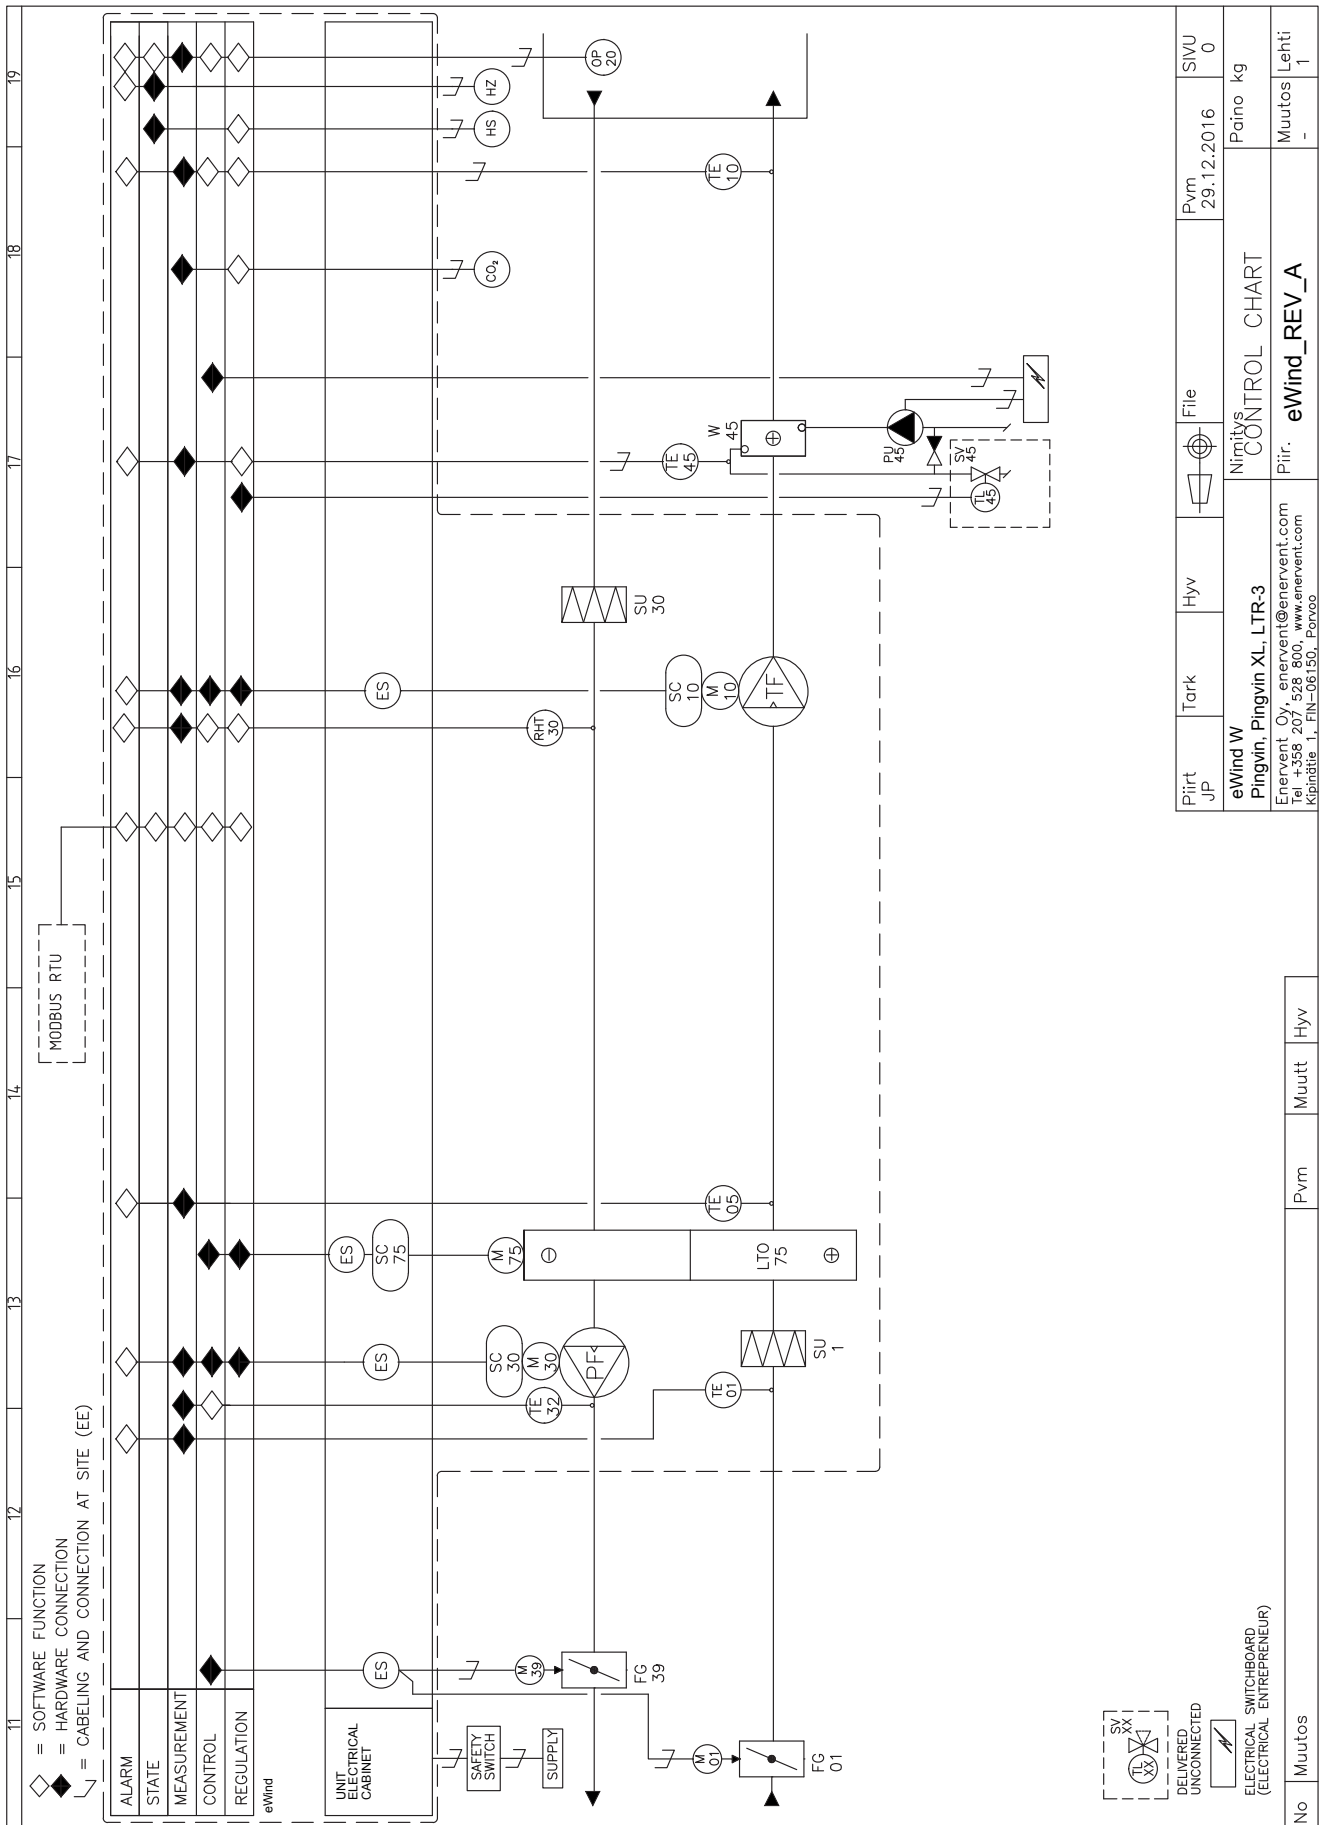 11
12
13
14
15
16
17
18
19
= SOFTWARE FUNCTION
= HARDWARE CONNECTION
= CABELING AND CONNECTION AT SITE (EE)
MODBUS RTU
ALARM
STATE
MEASUREMENT
CONTROL
REGULATION
eWind
UNIT
ELECTRICAL
CABINET
SAFETY
SWITCH
SUPPLY
ES
ES
ES
SC
75
ES
M
39
FG
39
M
01
FG
01
TE
32
SC
30
M
30
PF
TE
01
SU
1
M
75
LTO
75
TE
05
RHT
30
SC
10
M
10
TF
SU
30
TE
45
W
45
PU
45
SV
45
TL
45
CO₂
TE
10
HS
HZ
OP
20
SV
XX
TL
XX
DELIVERED
UNCONNECTED
ELECTRICAL SWITCHBOARD
(ELECTRICAL ENTREPRENEUR)
No
Muutos
Pvm
Muutt
Hyv
Piirt
JP
Tark
Hyv
File
Pvm
29.12.2016
SIVU
0
eWind W
Pingvin, Pingvin XL, LTR-3
Nimitys
CONTROL CHART
Paino kg
Enervent Oy, enervent@enervent.com
Tel +358 207 528 800, www.enervent.com
Kipinätie 1, FIN-06150, Porvoo
Piir.
eWind_REV_A
Muutos
-
Lehti
1